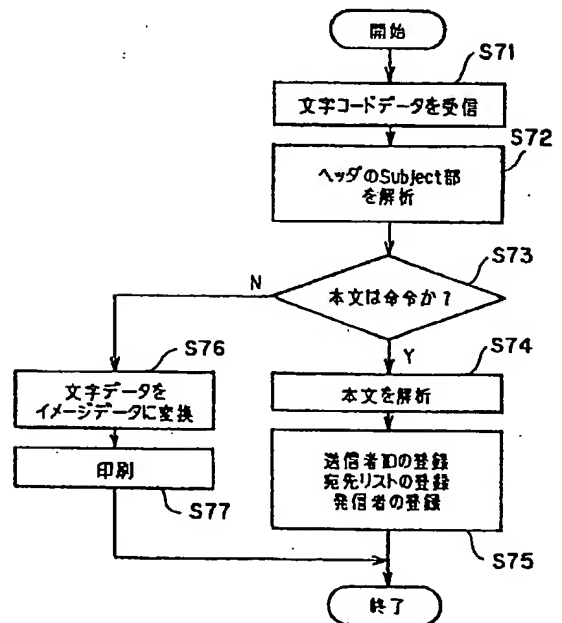 開始
S71
文字コードデータを受信
S72
ヘッダのSubject部
を解析
S73
本文は命令か?
N
Y
S74
本文を解析
S76
文字データを
イメージデータに変換
印刷
S77
送信者IDの登録
宛先リストの登録
発信者の登録
S75
終了